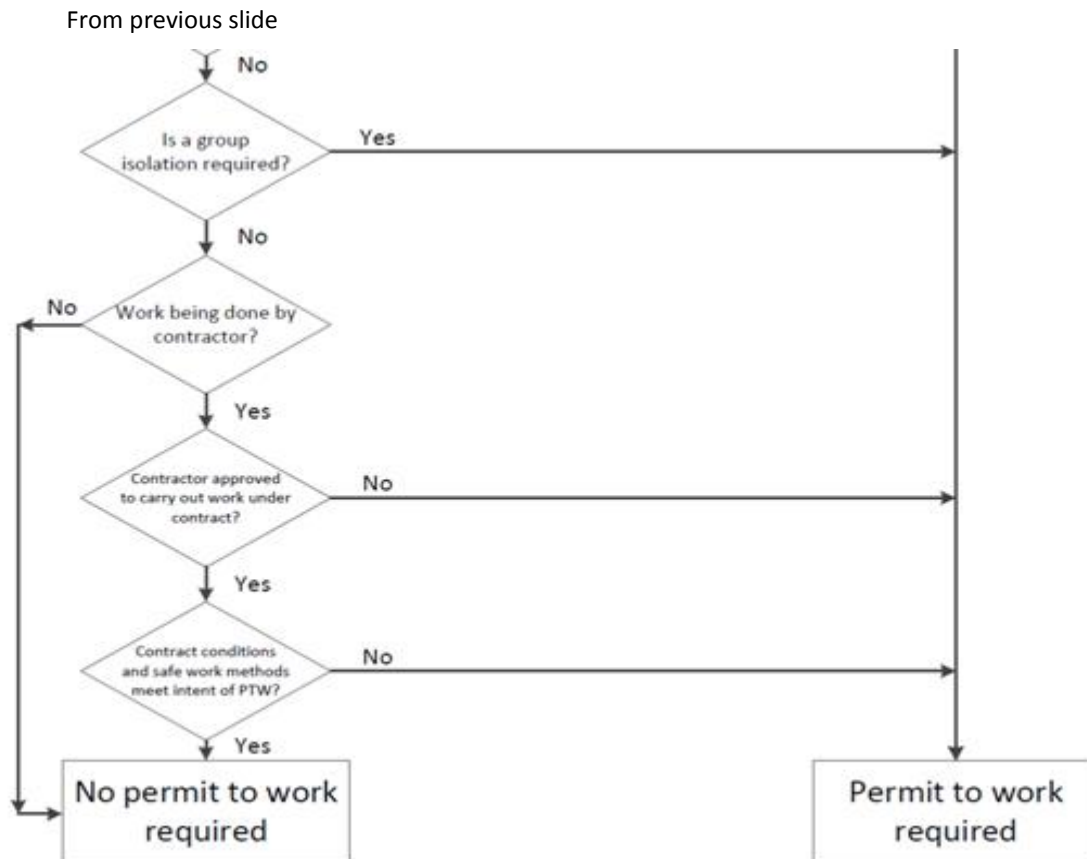 From previous slide
No
Is a group
isolation required?
Yes
No
Work being done by
contractor?
No
Yes
Contractor approved
to carry out work under
contract?
No
Yes
Contract conditions
and safe work methods
meet intent of PTW?
No
Yes
No permit to work
required
Permit to work
required